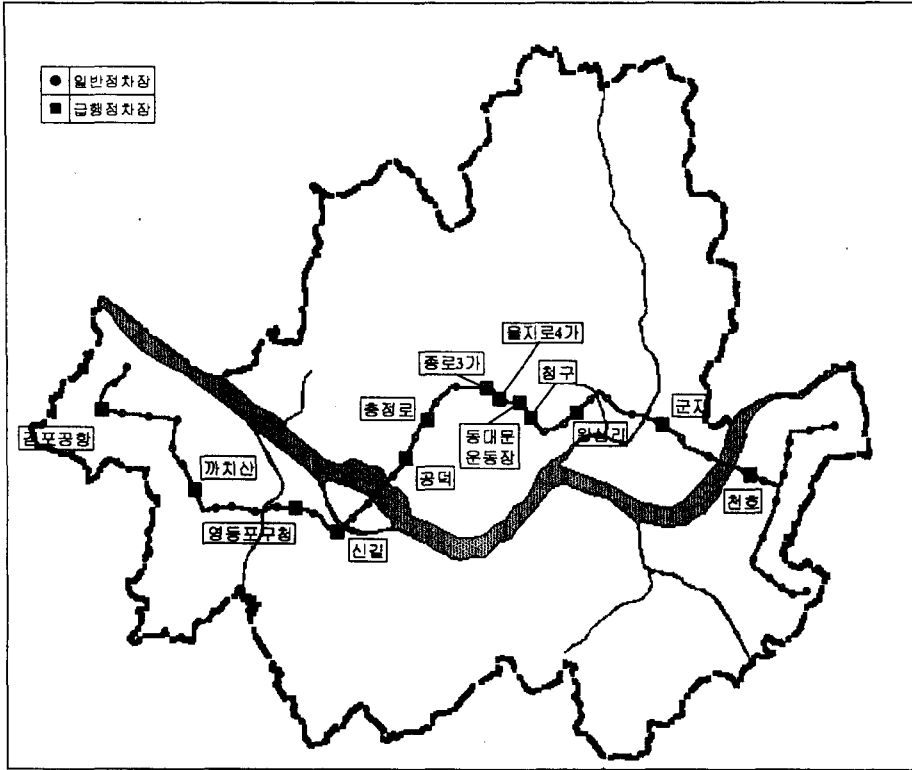 일반정차장
급행정차장
을지로4가
종로3가
청구
충정로
군자
김포공항
동대문
운동장
왕십리
까치산
공덕
천호
영등포구청
신길